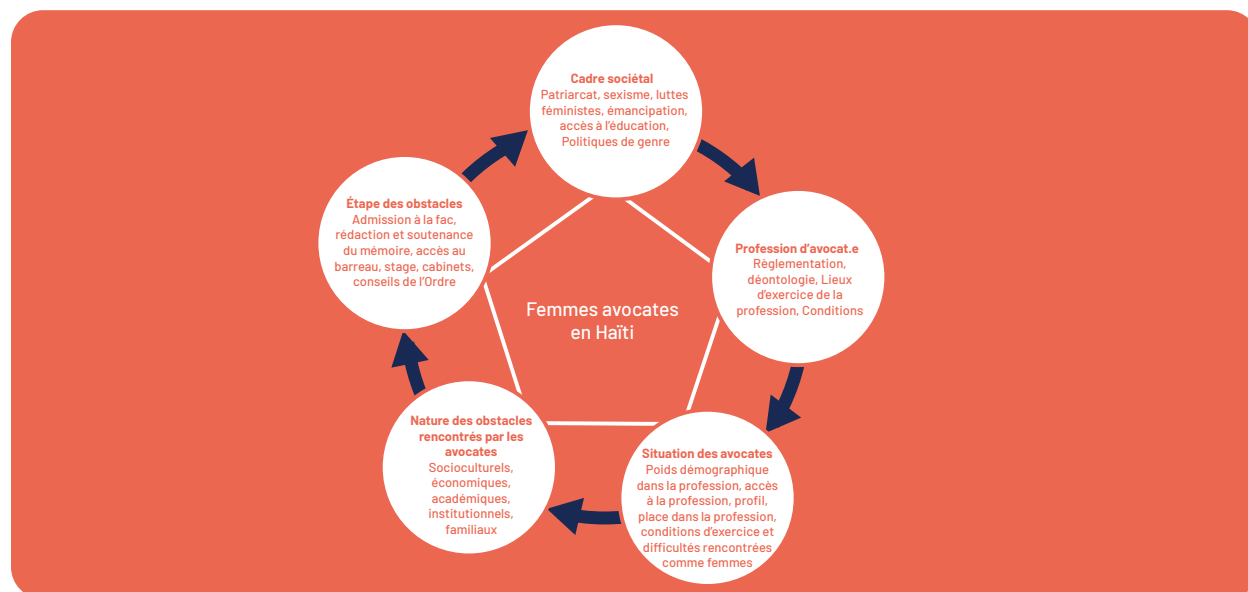 Cadre sociétal
Patriarcat, sexisme, luttes
féministes, émancipation,
accès à l'éducation,
Politiques de genre
Profession d'avocat.e
Règlementation,
déontologie, Lieux
d'exercice de la
profession, Conditions
Situation des avocates
Poids démographique
dans la profession, accès
à la profession, profil,
place dans la profession,
conditions d'exercice et
difficultés rencontrées
comme femmes
Nature des obstacles
rencontrés par les
avocates
Socioculturels,
économiques,
académiques,
institutionnels,
familiaux
Étape des obstacles
Admission à la fac,
rédaction et soutenance
du mémoire, accès au
barreau, stage, cabinets,
conseils de l'Ordre
Femmes avocates
en Haïti